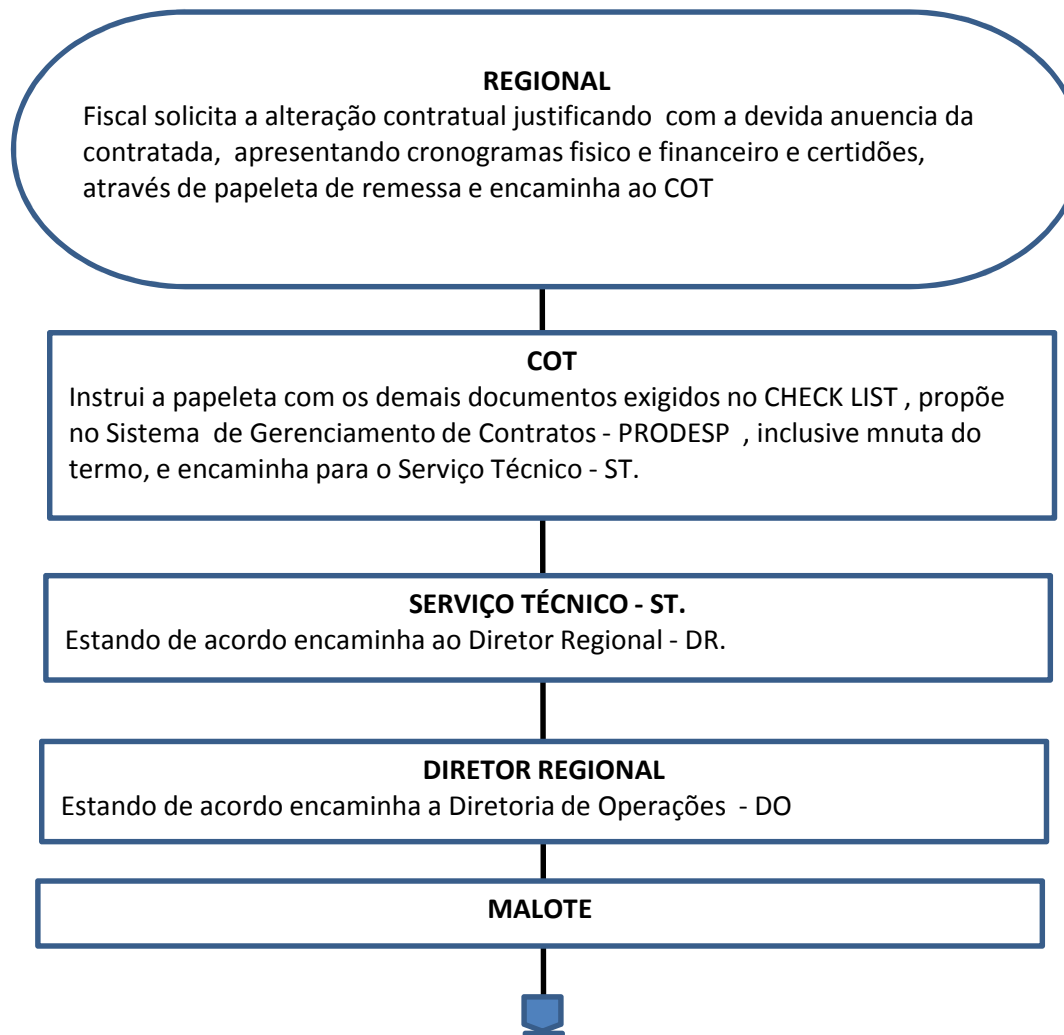 REGIONAL
Fiscal solicita a alteração contratual justificando  com a devida anuencia da
contratada,  apresentando cronogramas fisico e financeiro e certidões,
através de papeleta de remessa e encaminha ao COT
COT
Instrui a papeleta com os demais documentos exigidos no CHECK LIST , propõe
no Sistema  de Gerenciamento de Contratos - PRODESP  , inclusive mnuta do
termo, e encaminha para o Serviço Técnico - ST.
SERVIÇO TÉCNICO - ST.
Estando de acordo encaminha ao Diretor Regional - DR.
DIRETOR REGIONAL
Estando de acordo encaminha a Diretoria de Operações  - DO
MALOTE